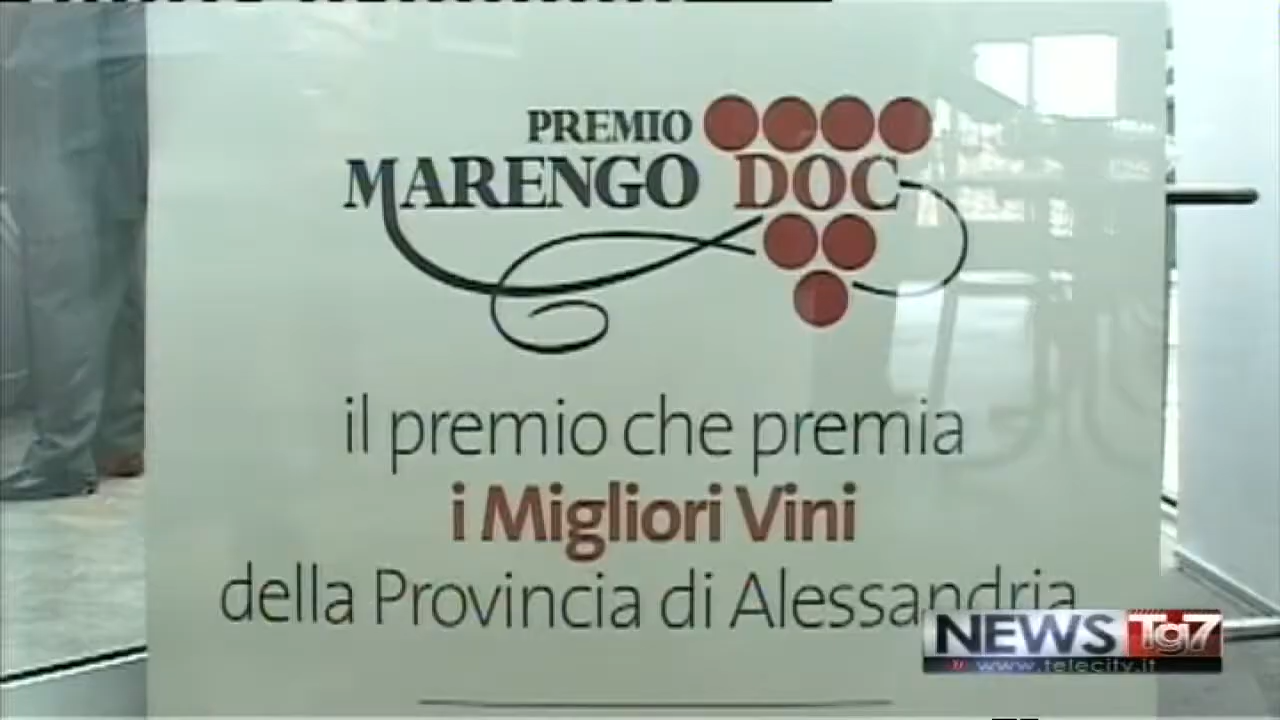 PREMIO
MARENGO DOC
il premio che premia
i Migliori Vini
della Provincia di Alessandria
NEWS Tg7
www.telecity.it